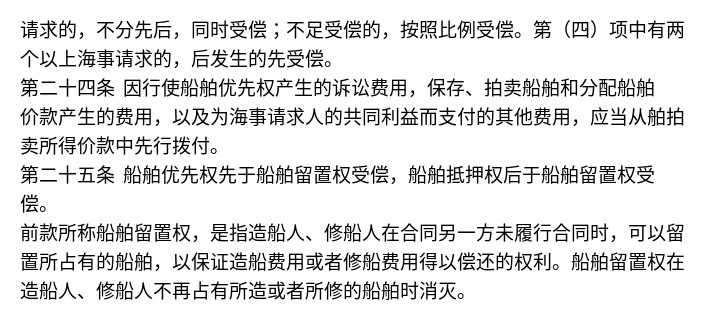 请求的，不分先后，同时受偿；不足受偿的，按照比例受偿。第（四）项中有两
个以上海事请求的，后发生的先受偿。
第二十四条 因行使船舶优先权产生的诉讼费用，保存、拍卖船舶和分配船舶
价款产生的费用，以及为海事请求人的共同利益而支付的其他费用，应当从舶拍
卖所得价款中先行拨付。
第二十五条 船舶优先权先于船舶留置权受偿，船舶抵押权后于船舶留置权受
偿。
前款所称船舶留置权，是指造船人、修船人在合同另一方未履行合同时，可以留
置所占有的船舶，以保证造船费用或者修船费用得以偿还的权利。船舶留置权在
造船人、修船人不再占有所造或者所修的船舶时消灭。